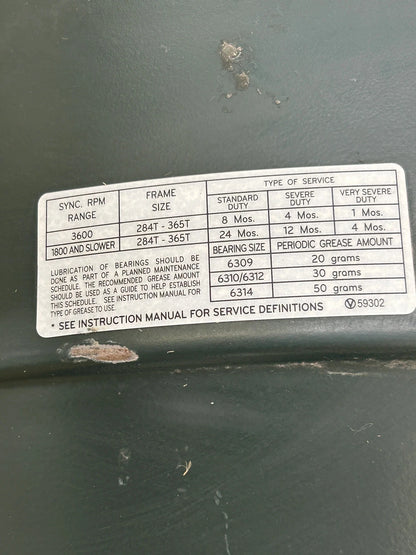 TYPE OF SERVICE
SYNC. RPM RANGE FRAME SIZE STANDARD DUTY SEVERE DUTY VERY SEVERE DUTY
3600 284T - 365T 8 Mos. 4 Mos. 1 Mos.
1800 AND SLOWER 284T - 365T 24 Mos. 12 Mos. 4 Mos.
LUBRICATION OF BEARINGS SHOULD BE
DONE AS PART OF A PLANNED MAINTENANCE
SCHEDULE. THE RECOMMENDED GREASE AMOUNT
SHOULD BE USED AS A GUIDE TO HELP ESTABLISH
THIS SCHEDULE. SEE INSTRUCTION MANUAL FOR
TYPE OF GREASE TO USE
BEARING SIZE PERIODIC GREASE AMOUNT
6309 20 grams
6310/6312 30 grams
6314 50 grams
* SEE INSTRUCTION MANUAL FOR SERVICE DEFINITIONS Ⓥ 59302